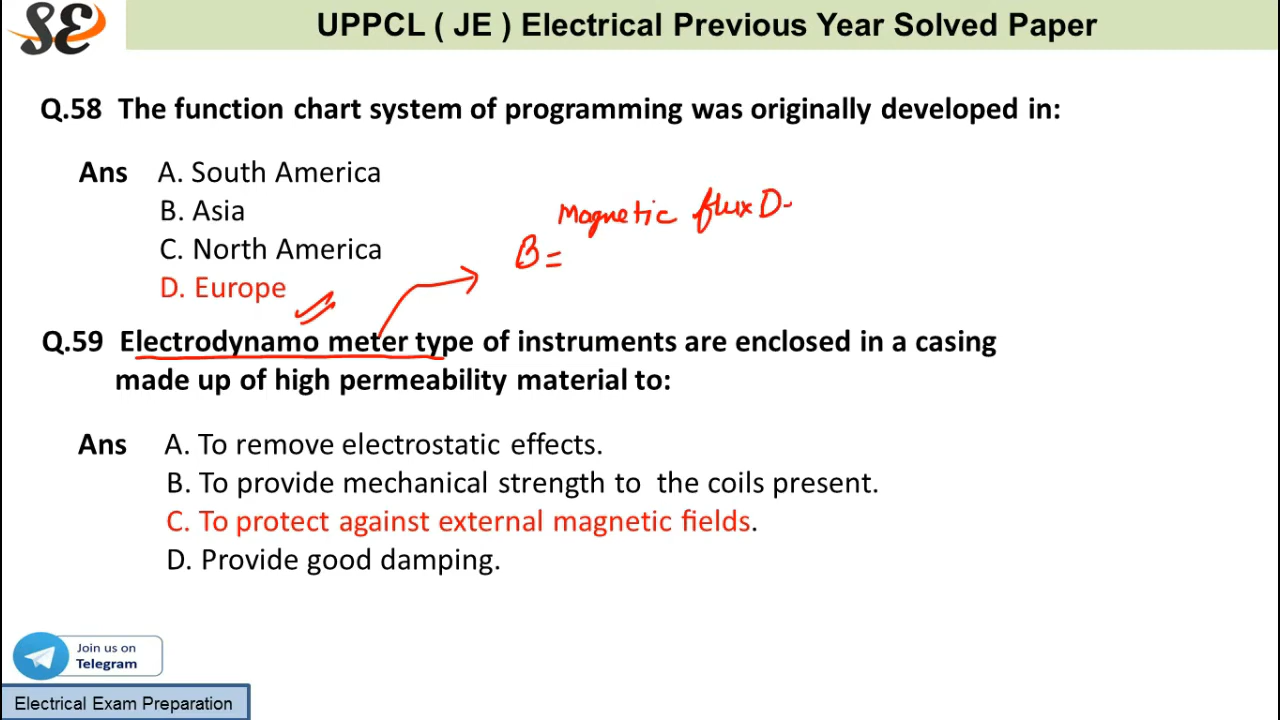 SE
UPPCL ( JE ) Electrical Previous Year Solved Paper
Q.58 The function chart system of programming was originally developed in:
Ans A. South America
B. Asia
C. North America
D. Europe
Magnetic flux D.
B =
Q.59 Electrodynamo meter type of instruments are enclosed in a casing
made up of high permeability material to:
Ans A. To remove electrostatic effects.
B. To provide mechanical strength to the coils present.
C. To protect against external magnetic fields.
D. Provide good damping.
Join us on
Telegram
Electrical Exam Preparation